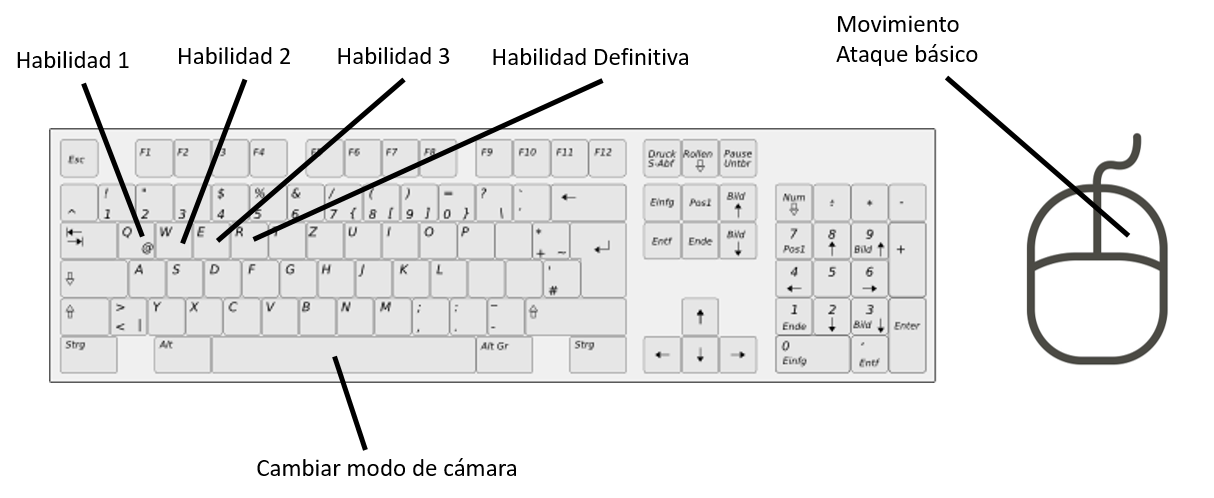 Movimiento
Ataque básico
Habilidad 1 Habilidad 2 Habilidad 3 Habilidad Definitiva
Esc F1 F2 3 F4 F6 F7 F8 F9 F10 F11 F12 Druck S-Abf Rollen Pause Untbr
^ ! 1 " 2 3 $ 4 % 5 & 6 / 7 { ( 8 [ ) 9 ] = 0 } ? \ ` ' ← Einfg Pos1 Bild ↑ Num ÷ * -
Q @ W E R Z U I O P * + ~ Entf Ende Bild ↓ 7 Pos1 8 ↑ 9 Bild ↑ +
A S D F G H J K L ' # 4 ← 5 6 →
> < | Y X C V B N M ; , : . _ - ↑ 1 Ende 2 ↓ 3 Bild ↓ Enter
Strg Alt Alt Gr Strg ← ↓ → 0 Einfg , Entf
Cambiar modo de cámara